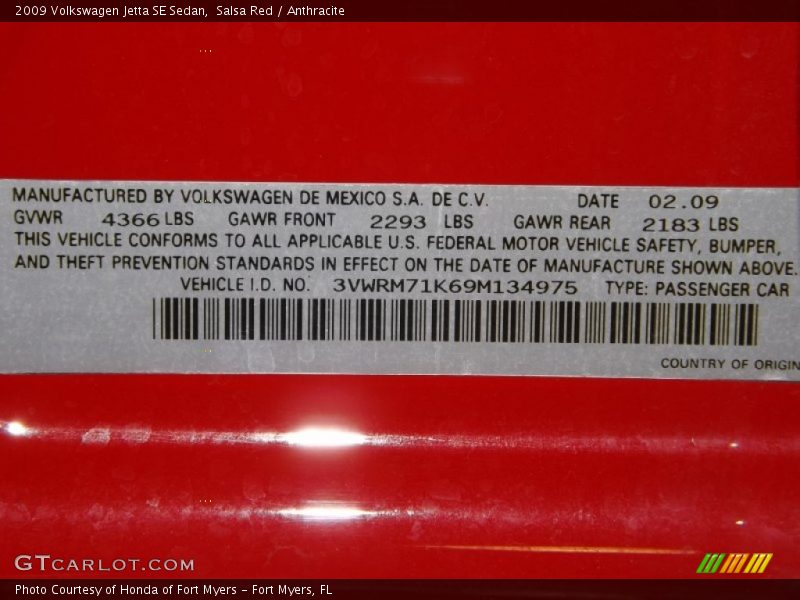 2009 Volkswagen Jetta SE Sedan,  Salsa Red / Anthracite
MANUFACTURED BY VOLKSWAGEN DE MEXICO S.A. DE C.V. DATE 02.09
GVWR 4366 LBS GAWR FRONT 2293 LBS GAWR REAR 2183 LBS
THIS VEHICLE CONFORMS TO ALL APPLICABLE U.S. FEDERAL MOTOR VEHICLE SAFETY, BUMPER,
AND THEFT PREVENTION STANDARDS IN EFFECT ON THE DATE OF MANUFACTURE SHOWN ABOVE.
VEHICLE I.D. NO. 3VWRM71K69M134975 TYPE: PASSENGER CAR
COUNTRY OF ORIGIN
GTCARLOT.COM
Photo Courtesy of Honda of Fort Myers – Fort Myers, FL